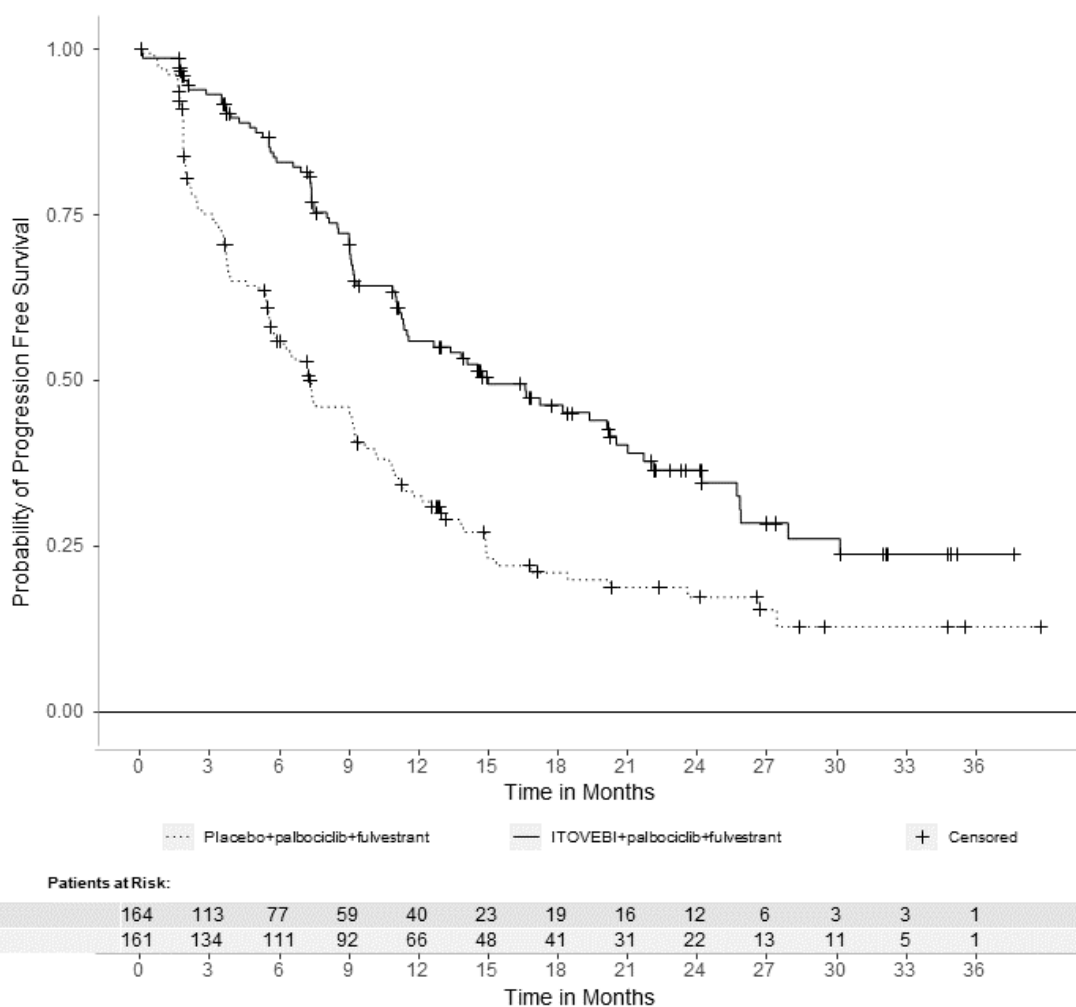 1.00
0.75
0.50
0.25
0.00
Probability of Progression Free Survival
0 3 6 9 12 15 18 21 24 27 30 33 36
Time in Months
Placebo+palbociclib+fulvestrant ITOVEBI+palbociclib+fulvestrant Censored
Patients at Risk:
164 113 77 59 40 23 19 16 12 6 3 3 1
161 134 111 92 66 48 41 31 22 13 11 5 1
0 3 6 9 12 15 18 21 24 27 30 33 36
Time in Months